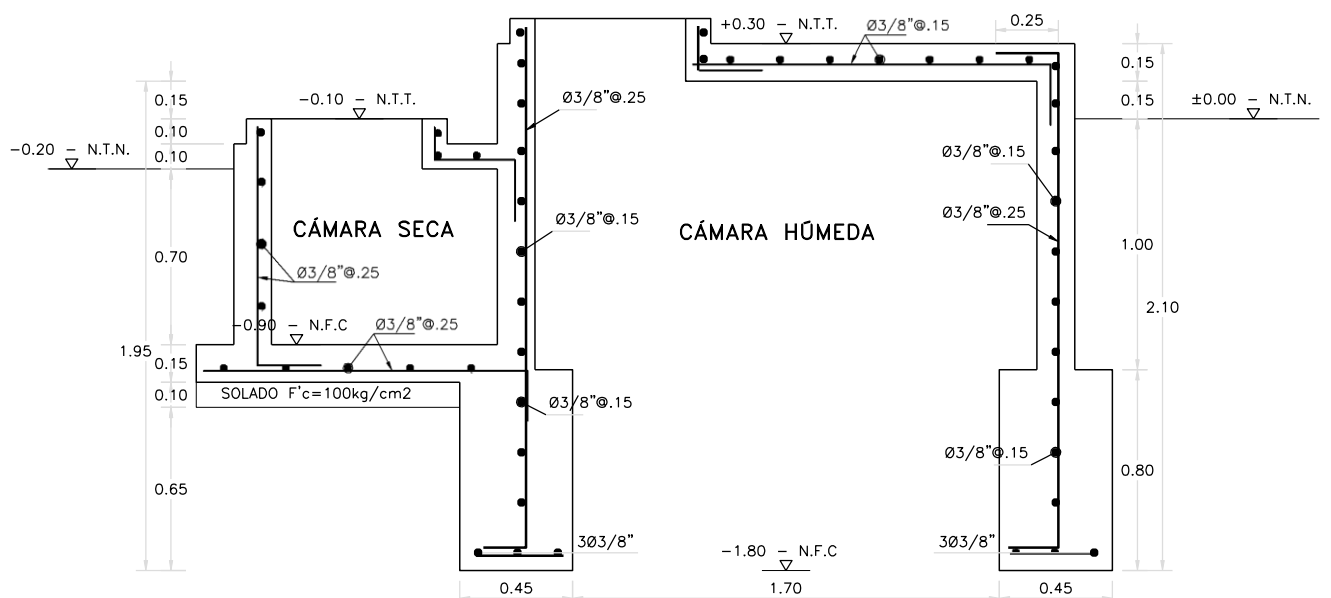 +0.30 - N.T.T.
Ø3/8"@.15
0.25
0.15
0.15
0.15
-0.10 - N.T.T.
Ø3/8"@.25
±0.00 - N.T.N.
0.10
-0.20 - N.T.N.
0.10
Ø3/8"@.15
Ø3/8"@.15
Ø3/8"@.25
CÁMARA SECA
CÁMARA HÚMEDA
0.70
1.00
Ø3/8"@.25
2.10
-0.90 - N.F.C
Ø3/8"@.25
1.95
0.15
0.10
SOLADO F'c=100kg/cm2
Ø3/8"@.15
Ø3/8"@.15
0.80
0.65
3Ø3/8"
-1.80 - N.F.C
3Ø3/8"
0.45
1.70
0.45